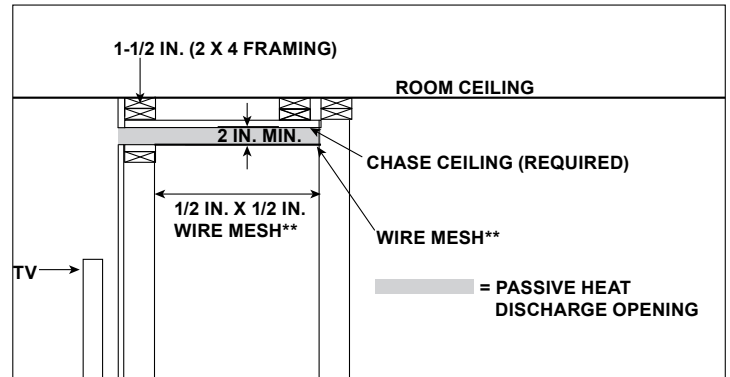 1-1/2 IN. (2 X 4 FRAMING)
ROOM CEILING
2 IN. MIN.
CHASE CEILING (REQUIRED)
1/2 IN. X 1/2 IN.
WIRE MESH**
WIRE MESH**
TV
= PASSIVE HEAT
DISCHARGE OPENING